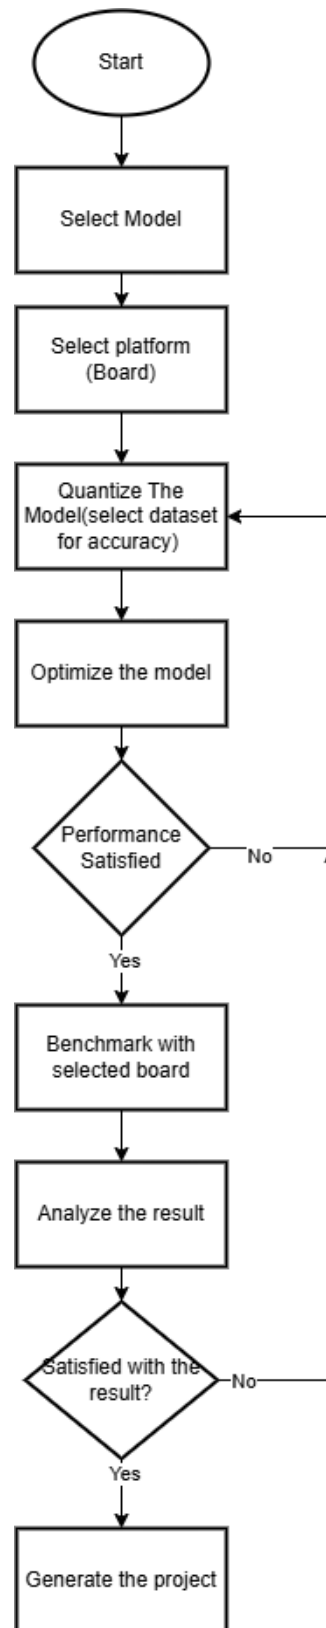 Start
Select Model
Select platform
(Board)
Quantize The
Model(select dataset
for accuracy)
Optimize the model
Performance
Satisfied
No
Yes
Benchmark with
selected board
Analyze the result
Satisfied with the
result?
No
Yes
Generate the project